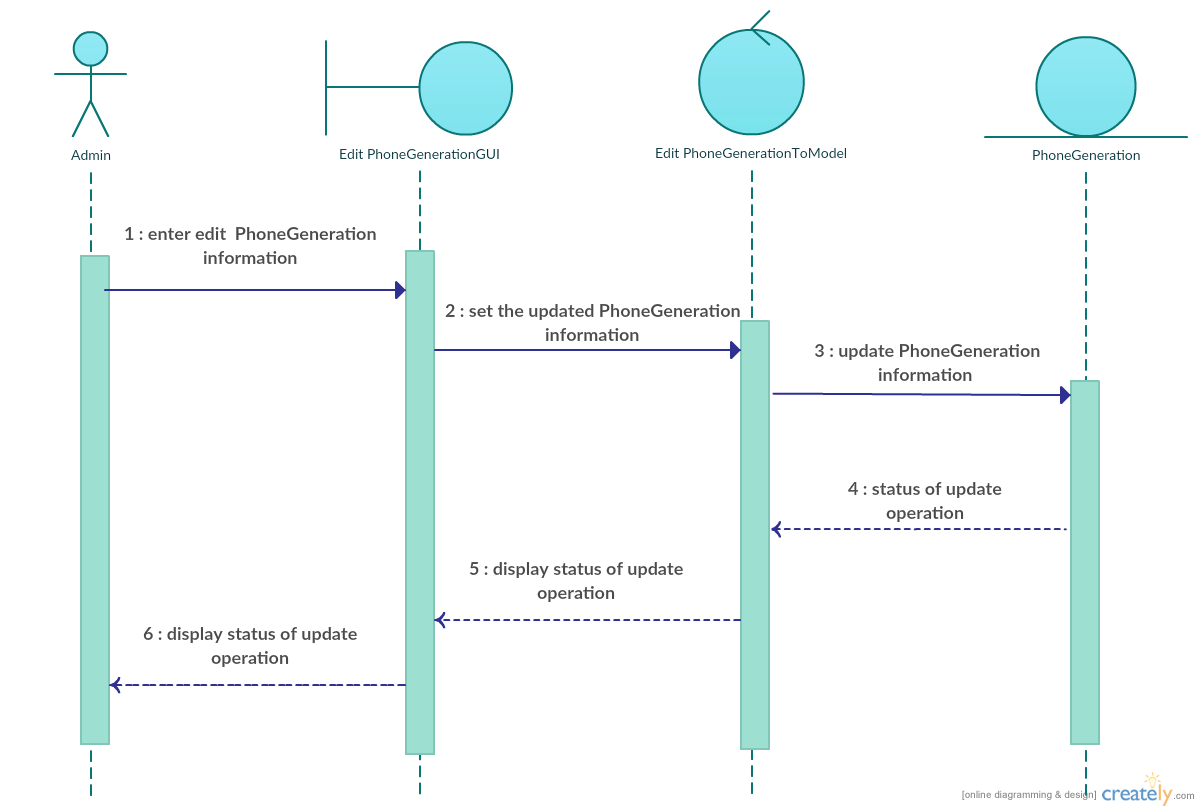 Admin
Edit PhoneGenerationGUI
Edit PhoneGenerationToModel
PhoneGeneration
1 : enter edit  PhoneGeneration
information
2 : set the updated PhoneGeneration
information
3 : update PhoneGeneration
information
4 : status of update
operation
5 : display status of update
operation
6 : display status of update
operation
[online diagramming & design] creately.com